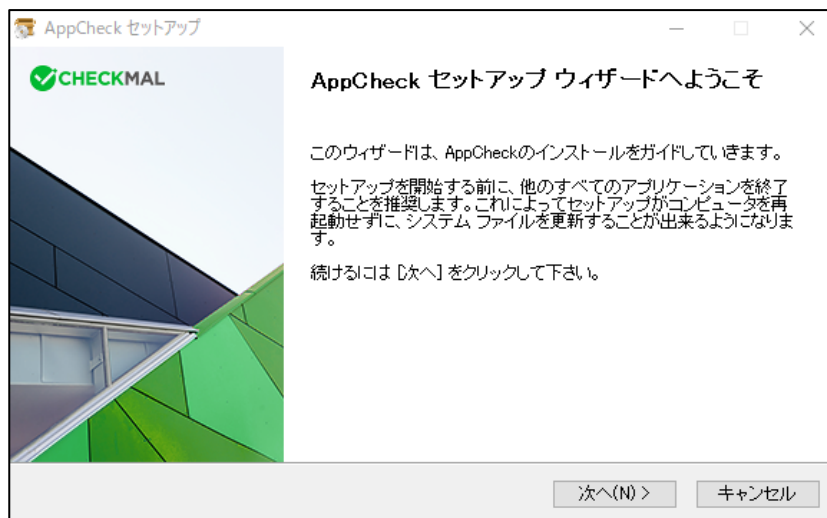 AppCheck セットアップ
CHECKMAL
AppCheck セットアップ ウィザードへようこそ
このウィザードは、AppCheckのインストールをガイドしていきます。
セットアップを開始する前に、他のすべてのアプリケーションを終了
することを推奨します。これによってセットアップがコンピュータを再
起動せずに、システム ファイルを更新することが出来るようになりま
す。
続けるには [次へ] をクリックして下さい。
次へ(N) >
キャンセル